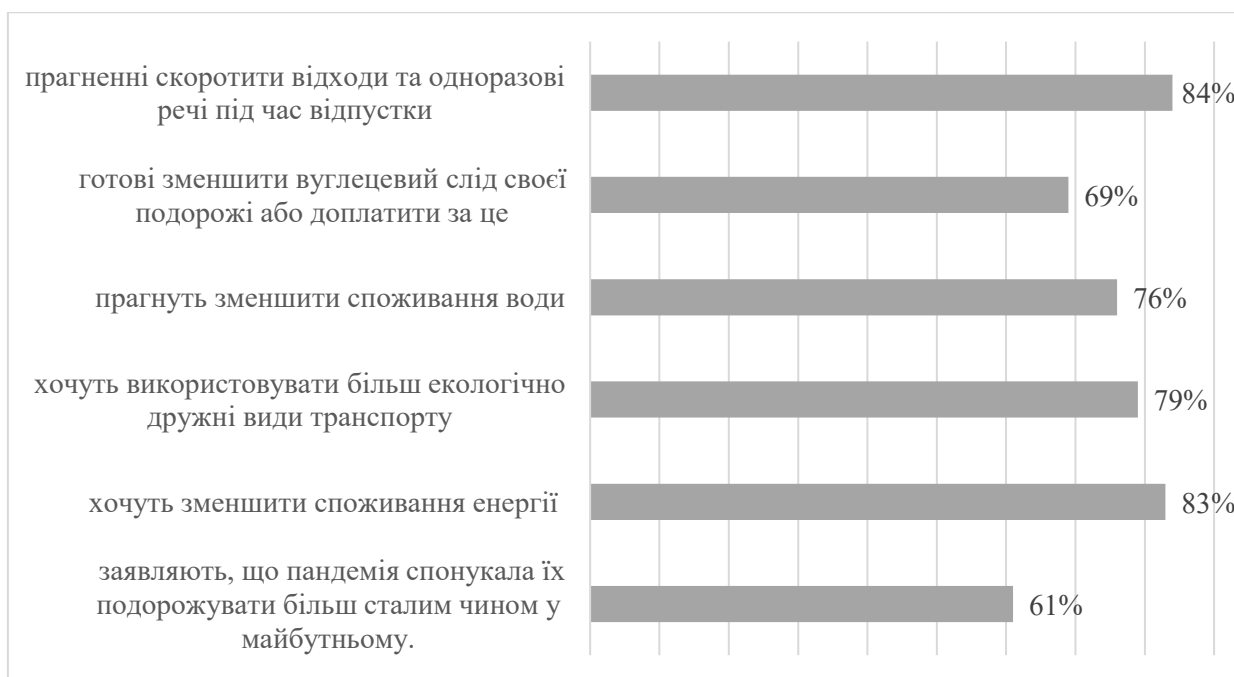 прагненні скоротити відходи та одноразові
речі під час відпустки
84%
готові зменшити вуглецевий слід своєї
подорожі або доплатити за це
69%
прагнуть зменшити споживання води
76%
хочуть використовувати більш екологічно
дружні види транспорту
79%
хочуть зменшити споживання енергії
83%
заявляють, що пандемія спонукала їх
подорожувати більш сталим чином у
майбутньому.
61%